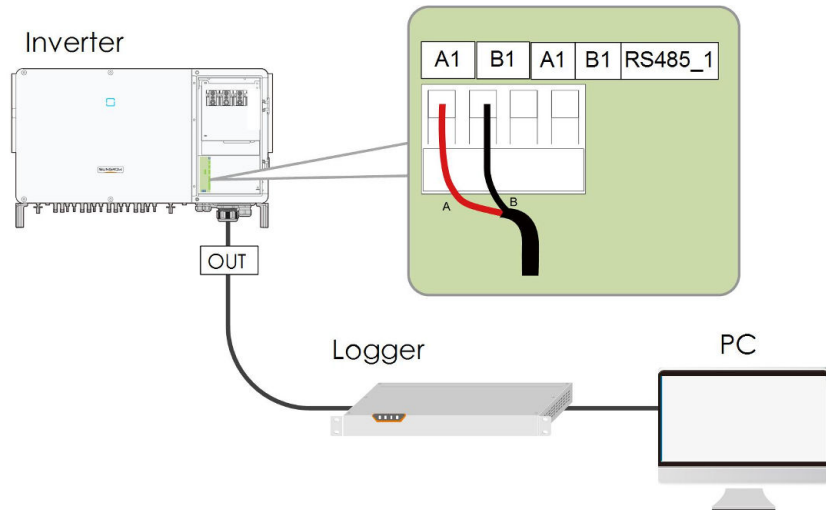 Inverter
A1 B1 A1 B1 RS485_1
A B
OUT
Logger
PC